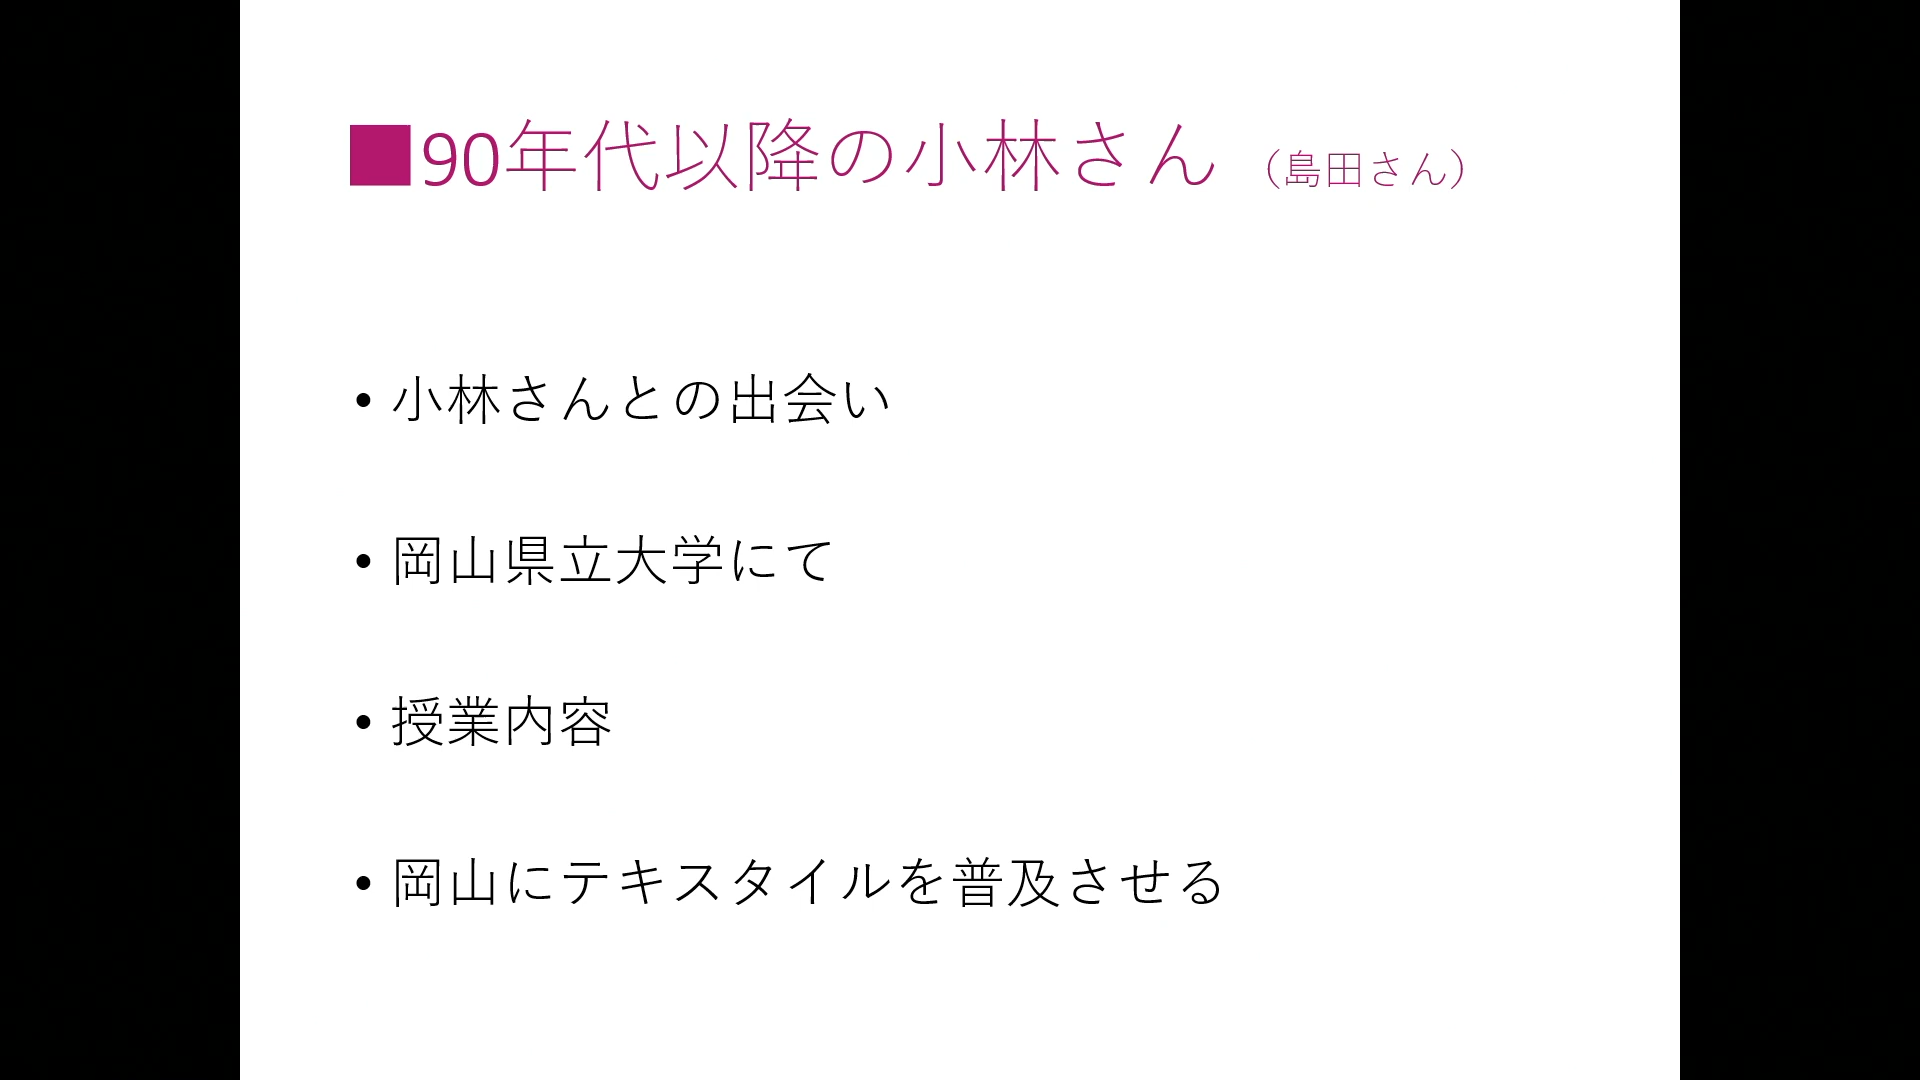 ■90年代以降の小林さん（島田さん）
• 小林さんとの出会い
• 岡山県立大学にて
• 授業内容
• 岡山にテキスタイルを普及させる